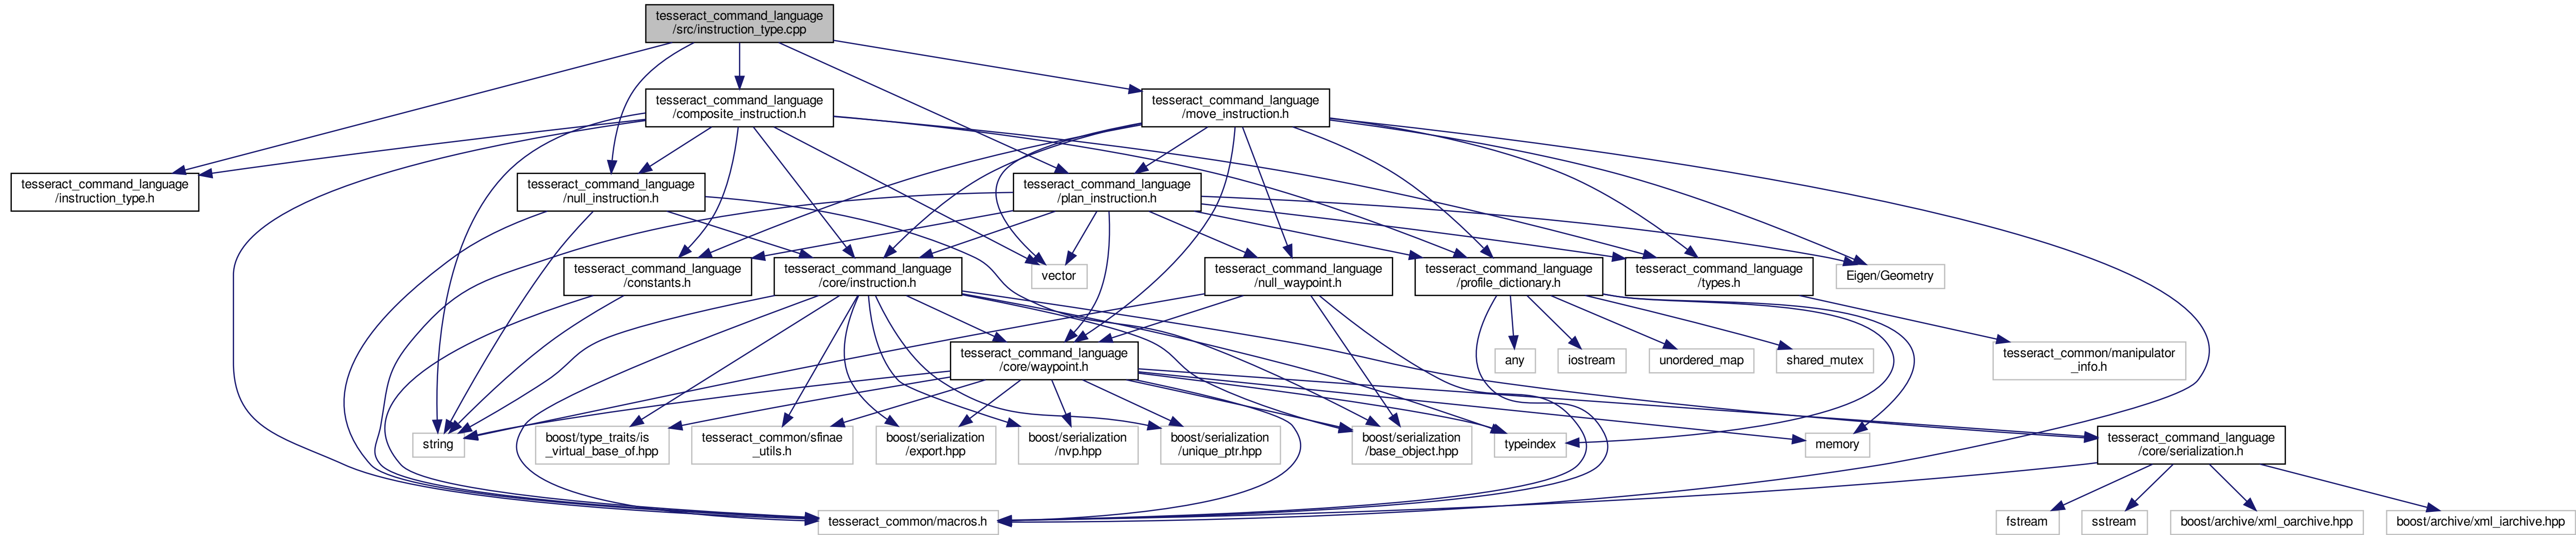 tesseract_command_language
/src/instruction_type.cpp
tesseract_command_language
/composite_instruction.h
tesseract_command_language
/move_instruction.h
tesseract_command_language
/instruction_type.h
tesseract_command_language
/null_instruction.h
tesseract_command_language
/plan_instruction.h
tesseract_command_language
/constants.h
tesseract_command_language
/core/instruction.h
vector
tesseract_command_language
/null_waypoint.h
tesseract_command_language
/profile_dictionary.h
tesseract_command_language
/types.h
Eigen/Geometry
tesseract_command_language
/core/waypoint.h
any
iostream
unordered_map
shared_mutex
tesseract_common/manipulator
_info.h
string
boost/type_traits/is
_virtual_base_of.hpp
tesseract_common/sfinae
_utils.h
boost/serialization
/export.hpp
boost/serialization
/nvp.hpp
boost/serialization
/unique_ptr.hpp
boost/serialization
/base_object.hpp
typeindex
memory
tesseract_command_language
/core/serialization.h
tesseract_common/macros.h
fstream
sstream
boost/archive/xml_oarchive.hpp
boost/archive/xml_iarchive.hpp